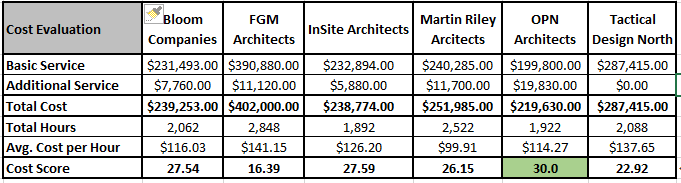 Cost Evaluation Bloom Companies FGM Architects InSite Architects Martin Riley Arcitects OPN Architects Tactical Design North
Basic Service $231,493.00 $390,880.00 $232,894.00 $240,285.00 $199,800.00 $287,415.00
Additional Service $7,760.00 $11,120.00 $5,880.00 $11,700.00 $19,830.00 $0.00
Total Cost $239,253.00 $402,000.00 $238,774.00 $251,985.00 $219,630.00 $287,415.00
Total Hours 2,062 2,848 1,892 2,522 1,922 2,088
Avg. Cost per Hour $116.03 $141.15 $126.20 $99.91 $114.27 $137.65
Cost Score 27.54 16.39 27.59 26.15 30.0 22.92